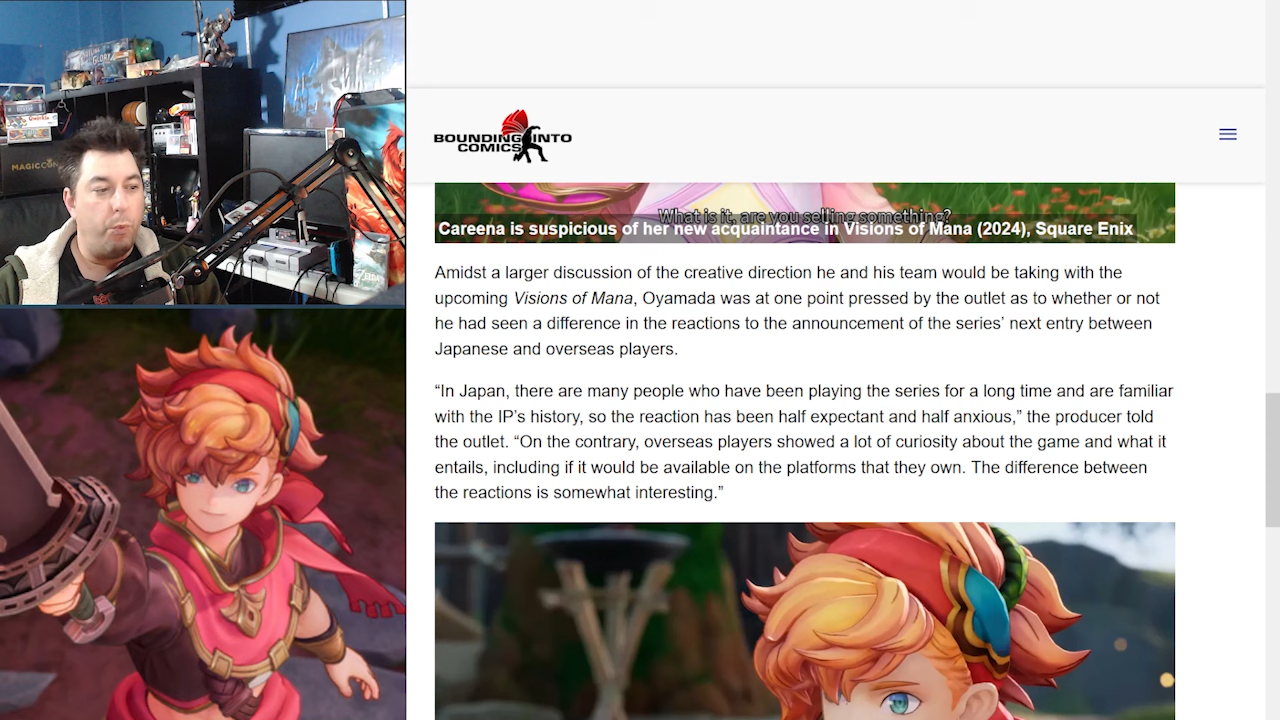 GLORY
Qwirkle
MAGICCON
BOUNDING INTO
COMICS
What is it, are you selling something?
Careena is suspicious of her new acquaintance in Visions of Mana (2024), Square Enix
Amidst a larger discussion of the creative direction he and his team would be taking with the
upcoming Visions of Mana, Oyamada was at one point pressed by the outlet as to whether or not
he had seen a difference in the reactions to the announcement of the series’ next entry between
Japanese and overseas players.
“In Japan, there are many people who have been playing the series for a long time and are familiar
with the IP’s history, so the reaction has been half expectant and half anxious,” the producer told
the outlet. “On the contrary, overseas players showed a lot of curiosity about the game and what it
entails, including if it would be available on the platforms that they own. The difference between
the reactions is somewhat interesting.”